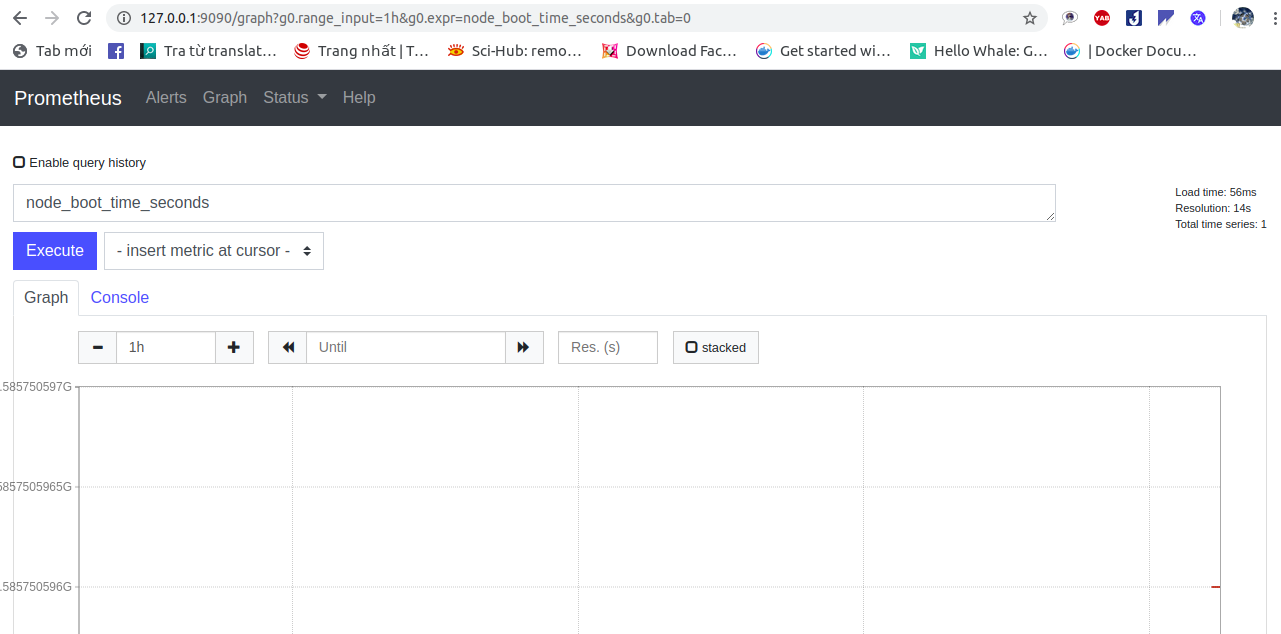 127.0.0.1:9090/graph?g0.range_input=1h&g0.expr=node_boot_time_seconds&g0.tab=0
YAB
Tab mới Tra từ translat... Trang nhất | T... Sci-Hub: remo... Download Fac... Get started wi... Hello Whale: G... | Docker Docu...
Prometheus Alerts Graph Status Help
Enable query history
node_boot_time_seconds
Load time: 56ms
Resolution: 14s
Total time series: 1
Execute - insert metric at cursor -
Graph Console
1h Until Res. (s) stacked
.585750597G
5857505965G
.585750596G